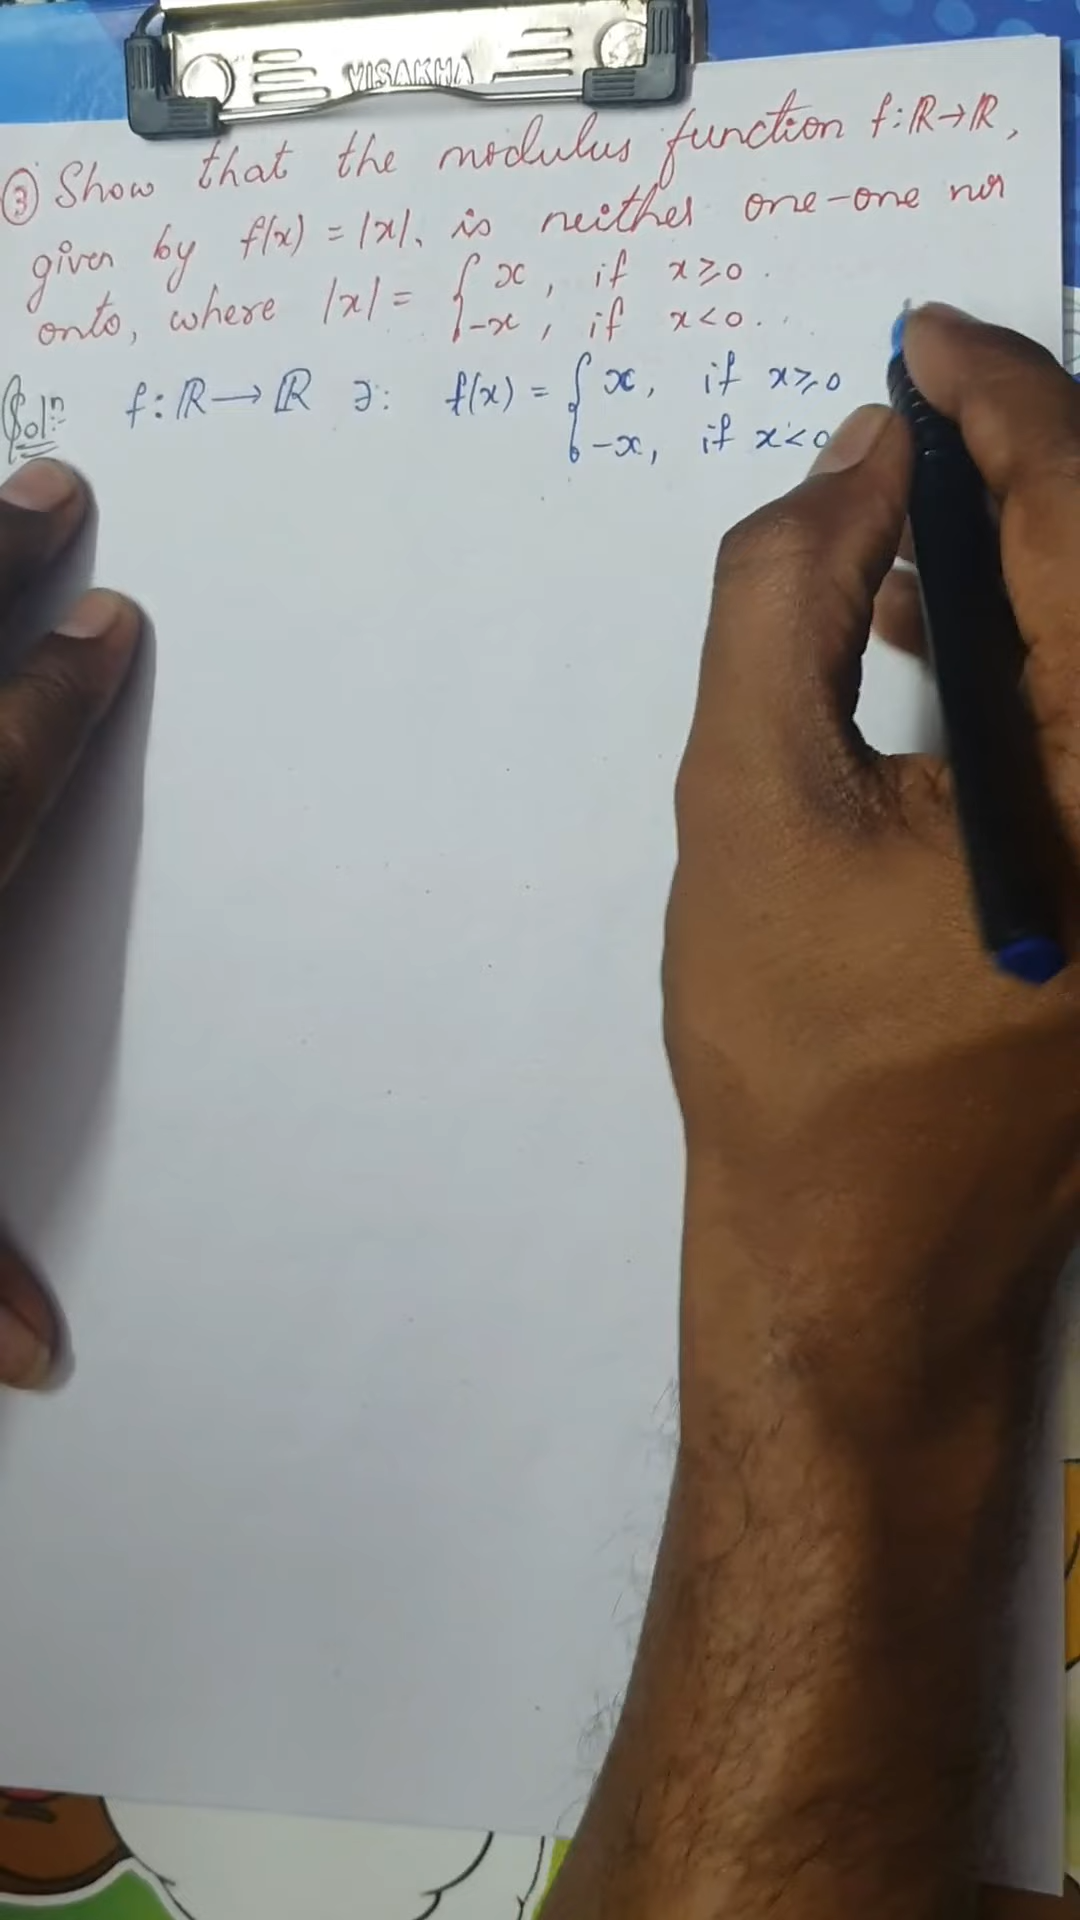 VISAKHA
③ Show that the modulus function f:ℝ→ℝ,
given by f(x) = |x|, is neither one-one nor
onto, where |x| = { x, if x≥0.
-x, if x<0.
Solⁿ: f:ℝ→ℝ ∋: f(x) = { x, if x≥0
-x, if x<0